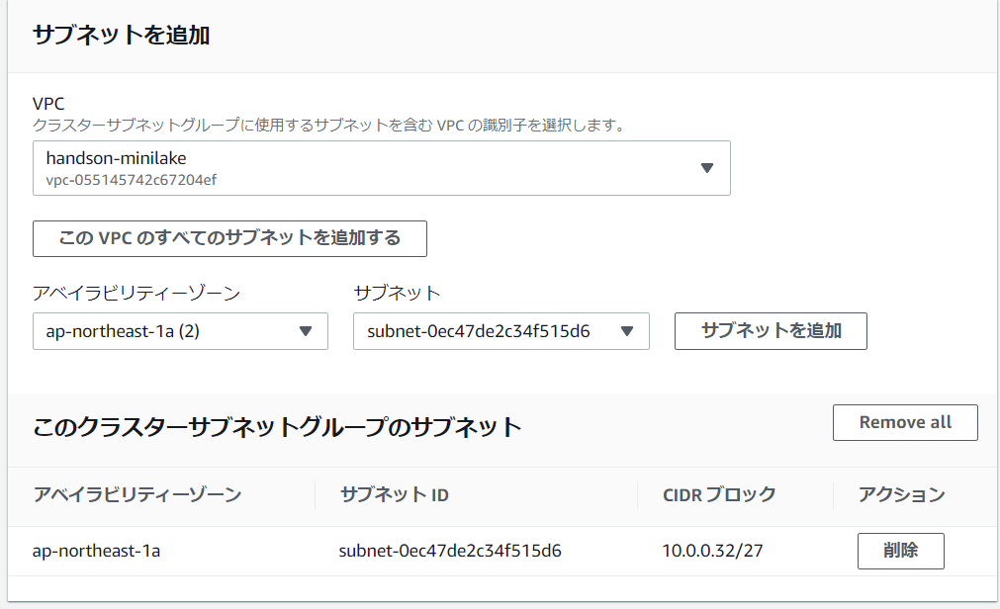 サブネットを追加
VPC
クラスターサブネットグループに使用するサブネットを含む VPC の識別子を選択します。
handson-minilake
vpc-055145742c67204ef
この VPC のすべてのサブネットを追加する
アベイラビリティーゾーン サブネット
ap-northeast-1a (2) subnet-0ec47de2c34f515d6 サブネットを追加
このクラスターサブネットグループのサブネット Remove all
アベイラビリティーゾーン サブネット ID CIDR ブロック アクション
ap-northeast-1a subnet-0ec47de2c34f515d6 10.0.0.32/27 削除